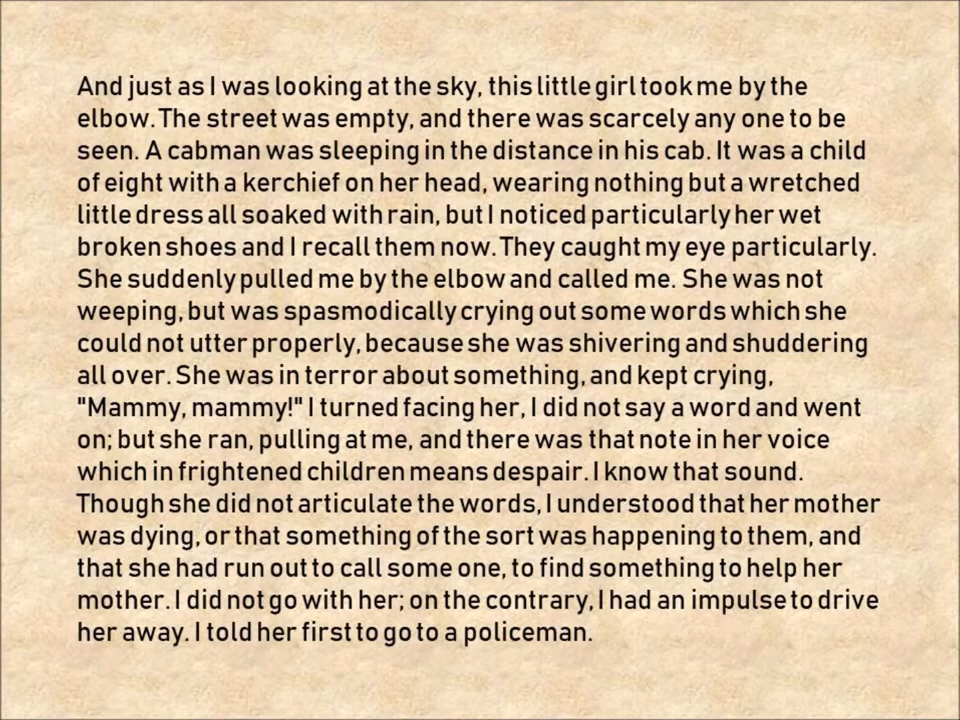 And just as I was looking at the sky, this little girl took me by the
elbow. The street was empty, and there was scarcely any one to be
seen. A cabman was sleeping in the distance in his cab. It was a child
of eight with a kerchief on her head, wearing nothing but a wretched
little dress all soaked with rain, but I noticed particularly her wet
broken shoes and I recall them now. They caught my eye particularly.
She suddenly pulled me by the elbow and called me. She was not
weeping, but was spasmodically crying out some words which she
could not utter properly, because she was shivering and shuddering
all over. She was in terror about something, and kept crying,
"Mammy, mammy!" I turned facing her, I did not say a word and went
on; but she ran, pulling at me, and there was that note in her voice
which in frightened children means despair. I know that sound.
Though she did not articulate the words, I understood that her mother
was dying, or that something of the sort was happening to them, and
that she had run out to call some one, to find something to help her
mother. I did not go with her; on the contrary, I had an impulse to drive
her away. I told her first to go to a policeman.